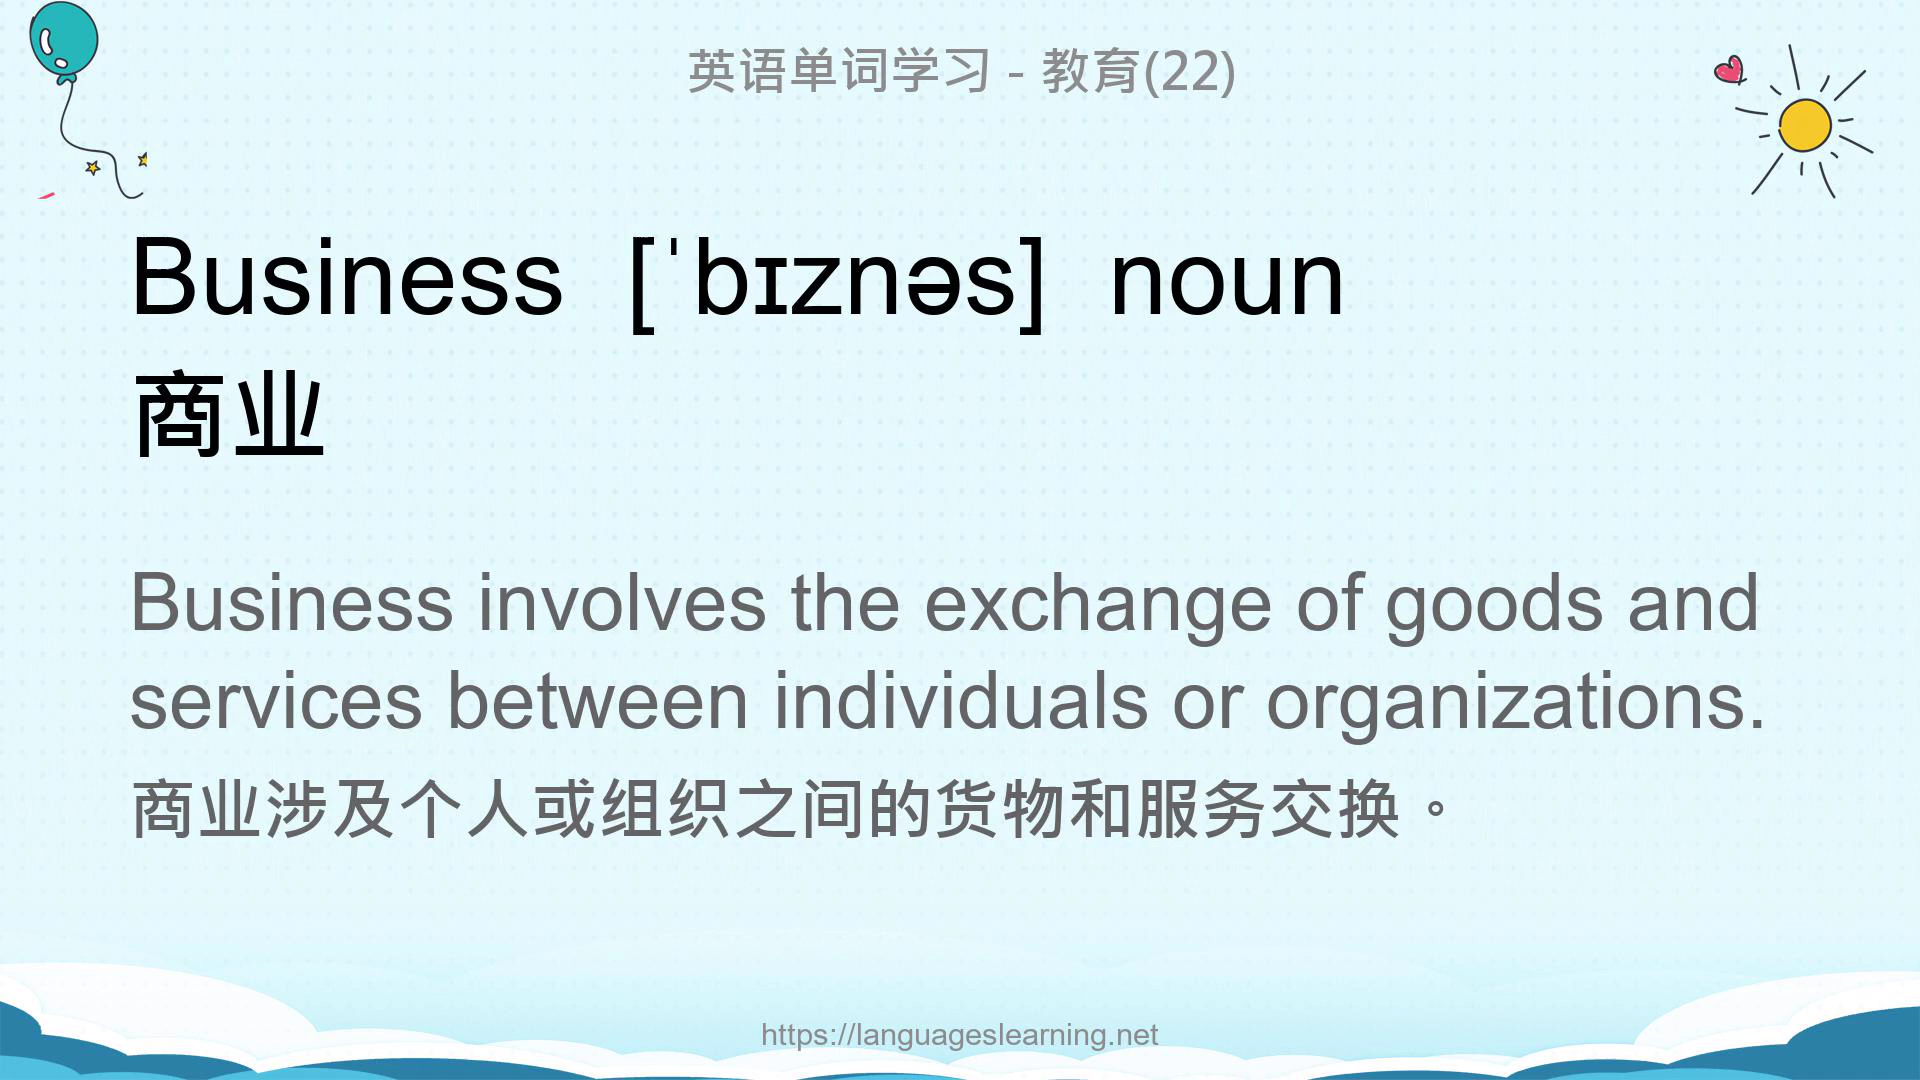 英语单词学习 - 教育(22)
Business [ˈbɪznəs] noun
商业
Business involves the exchange of goods and
services between individuals or organizations.
商业涉及个人或组织之间的货物和服务交换。
https://languageslearning.net